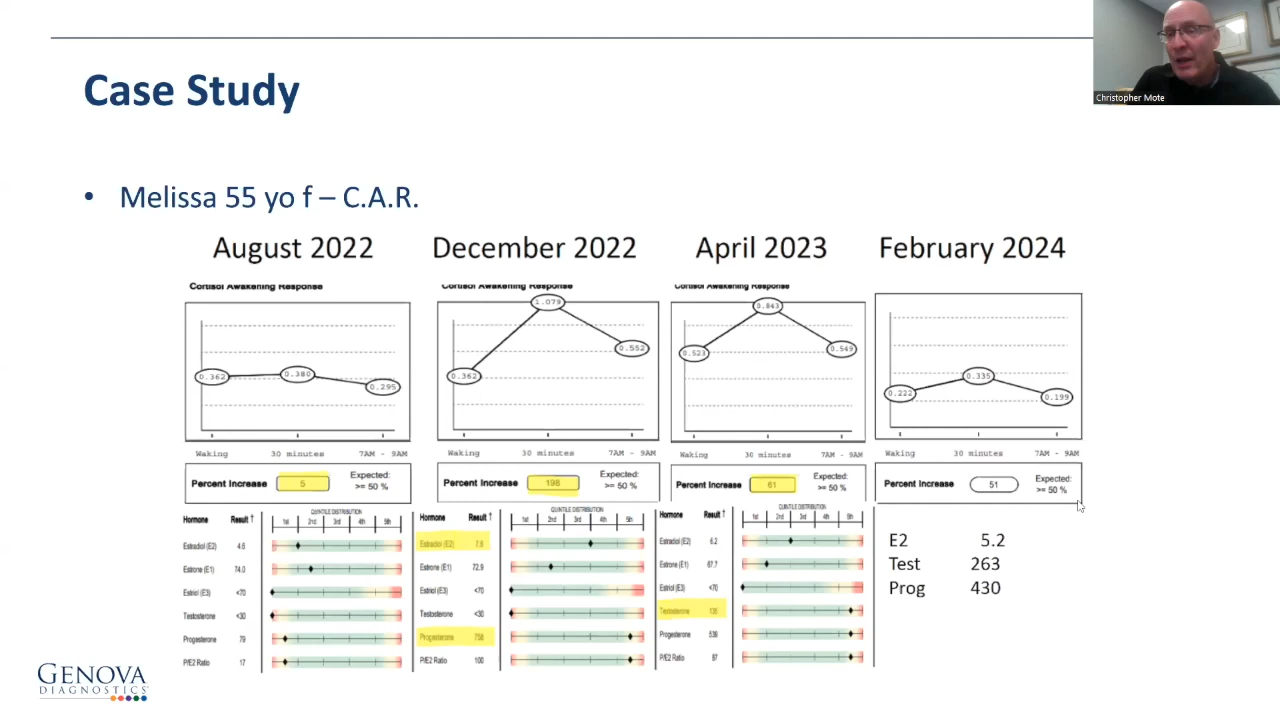 Christopher Mote
Case Study
• Melissa 55 yo f – C.A.R.
August 2022
Cortisol Awakening Response
0.362 0.380 0.295
Waking 30 minutes 7AM - 9AM
Percent Increase 5 Expected: >= 50 %
Hormone Result † QUINTILE DISTRIBUTION
1st 2nd 3rd 4th 5th
Estradiol (E2) 4.6
Estrone (E1) 74.0
Estriol (E3) <70
Testosterone <30
Progesterone 79
P/E2 Ratio 17
December 2022
Cortisol Awakening Response
0.362 1.079 0.552
Waking 30 minutes 7AM - 9AM
Percent Increase 198 Expected: >= 50 %
Hormone Result † QUINTILE DISTRIBUTION
1st 2nd 3rd 4th 5th
Estradiol (E2) 7.6
Estrone (E1) 72.9
Estriol (E3) <70
Testosterone <30
Progesterone 758
P/E2 Ratio 100
April 2023
Cortisol Awakening Response
0.523 0.843 0.549
Waking 30 minutes 7AM - 9AM
Percent Increase 61 Expected: >= 50 %
Hormone Result † QUINTILE DISTRIBUTION
1st 2nd 3rd 4th 5th
Estradiol (E2) 6.2
Estrone (E1) 67.7
Estriol (E3) <70
Testosterone
Progesterone 539
P/E2 Ratio 87
February 2024
0.222 0.335 0.199
Waking 30 minutes 7AM - 9AM
Percent Increase 51 Expected: >= 50 %
E2 5.2
Test 263
Prog 430
GENOVA
DIAGNOSTICS